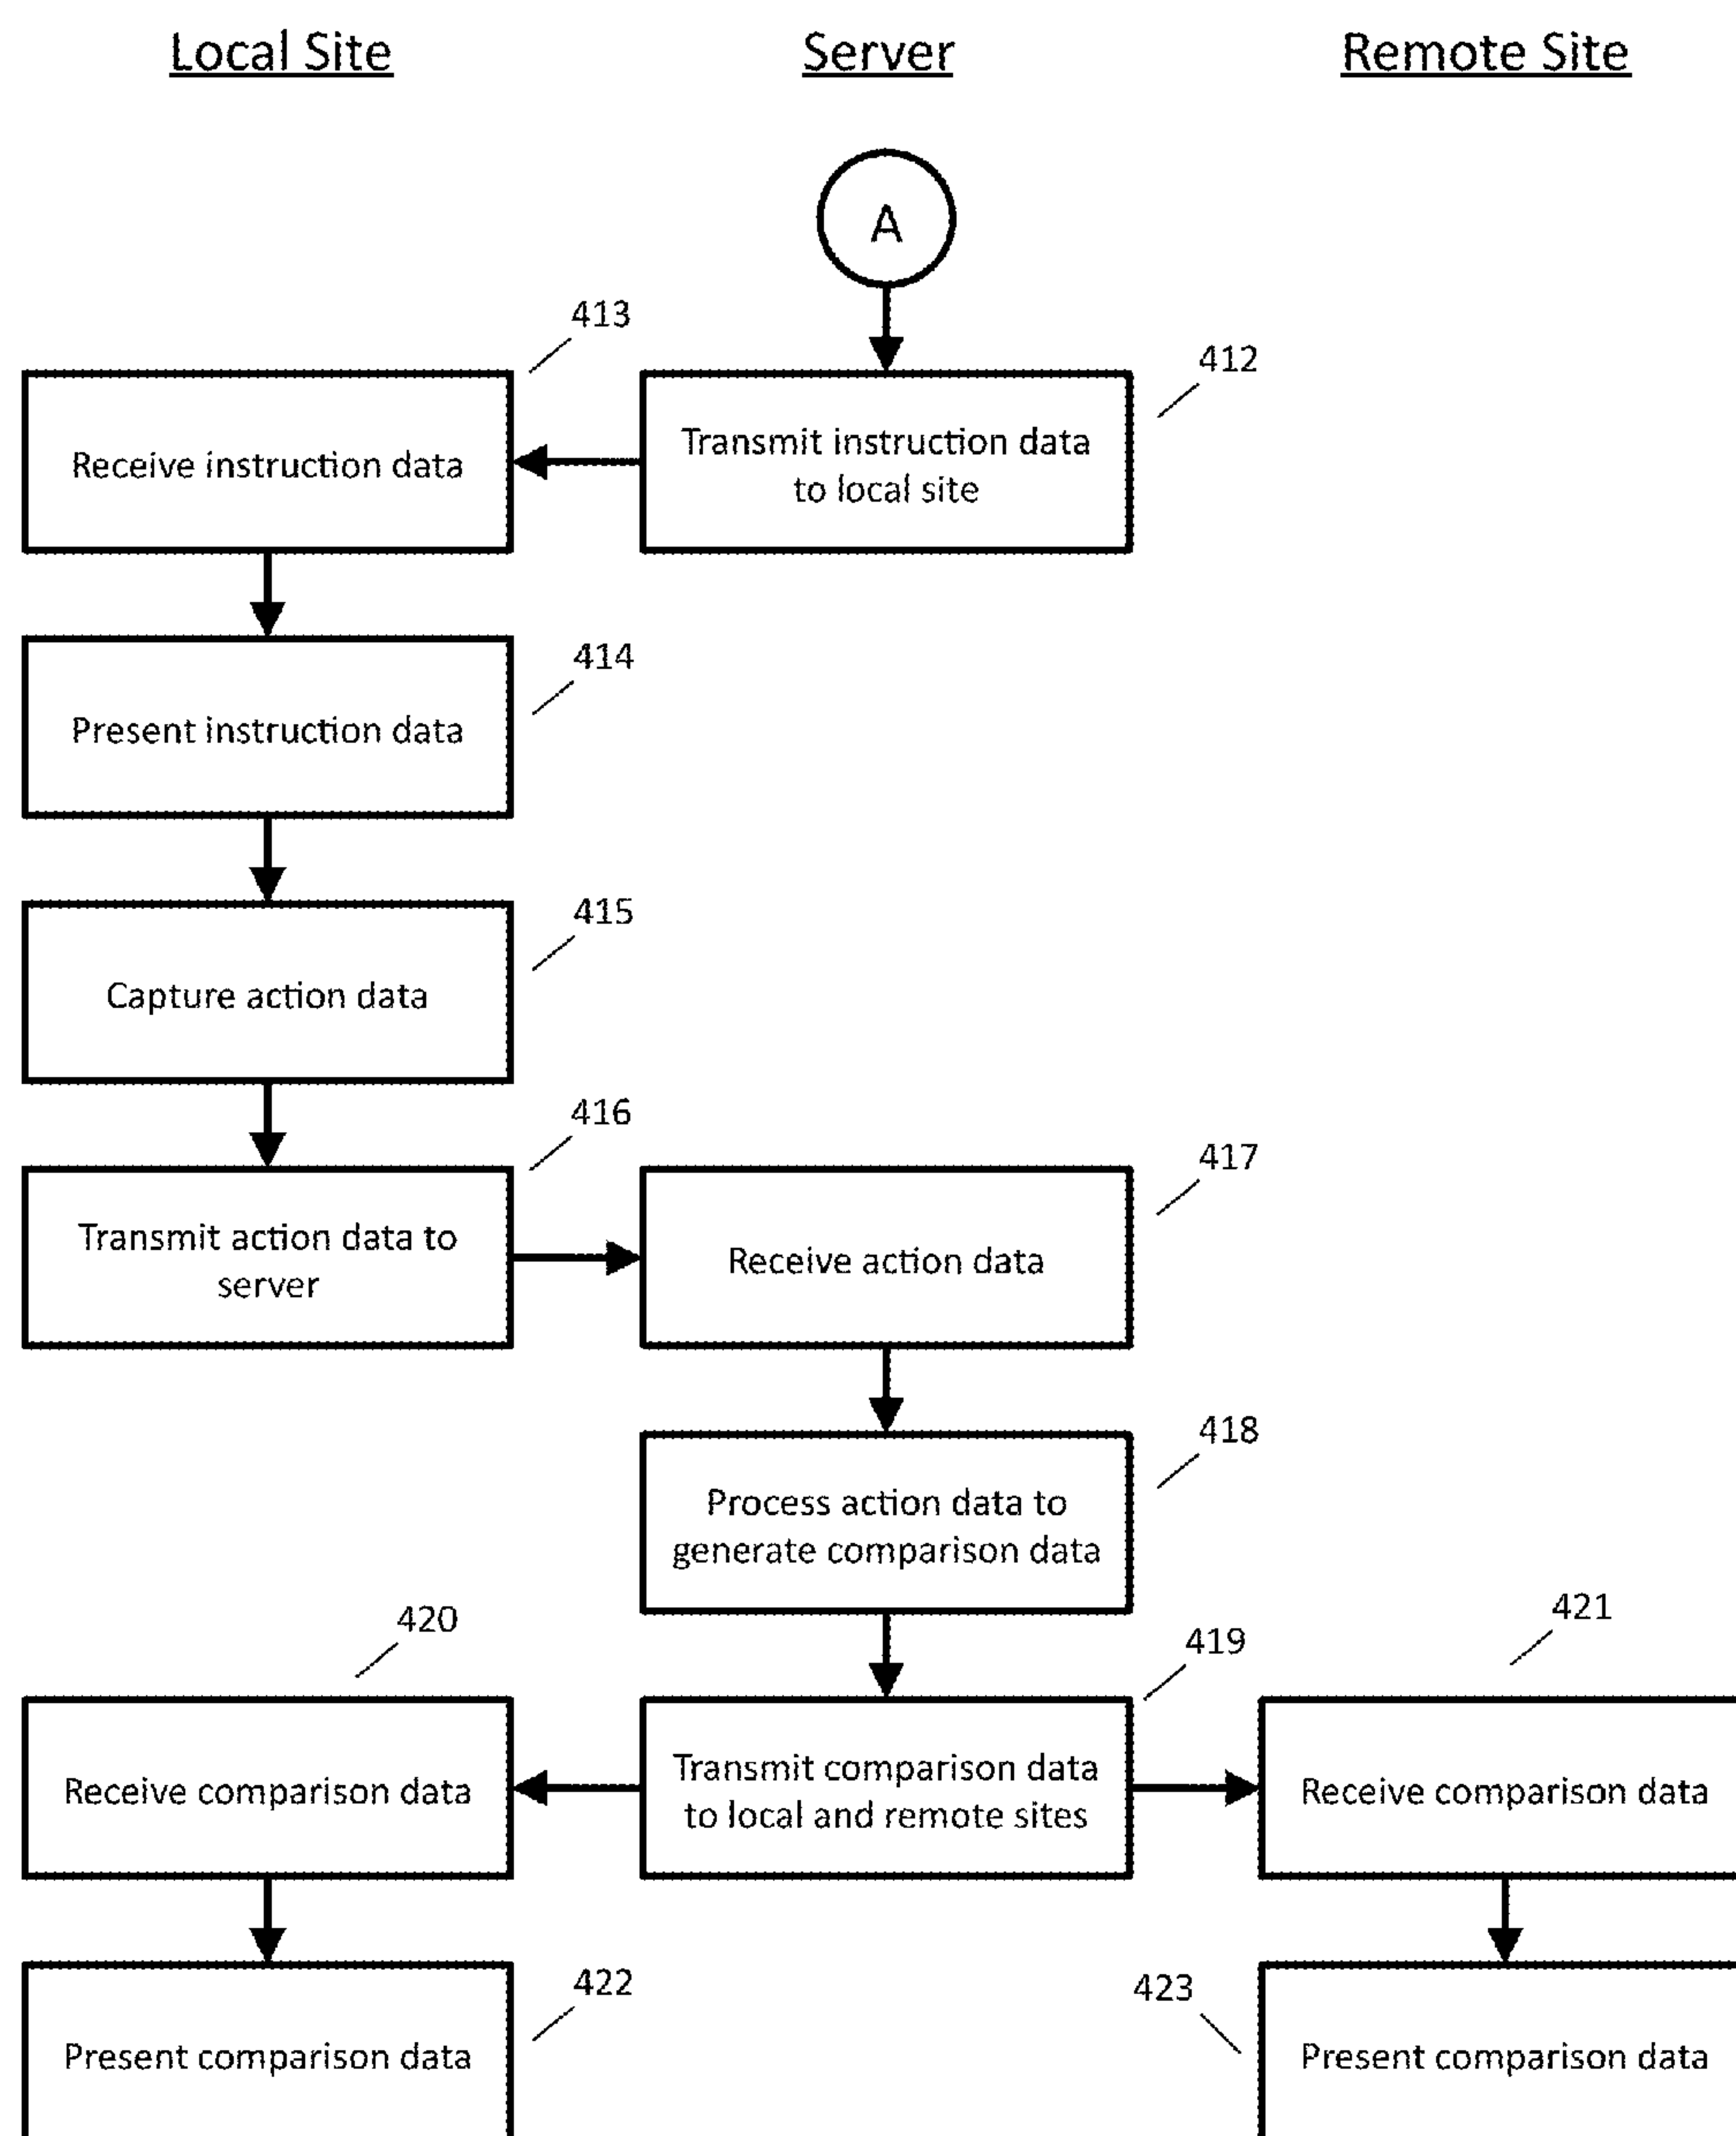 Local Site
Server
Remote Site
A
413
412
Receive instruction data
Transmit instruction data
to local site
414
Present instruction data
415
Capture action data
416
417
Transmit action data to
server
Receive action data
418
Process action data to
generate comparison data
420
419
421
Receive comparison data
Transmit comparison data
to local and remote sites
Receive comparison data
422
423
Present comparison data
Present comparison data